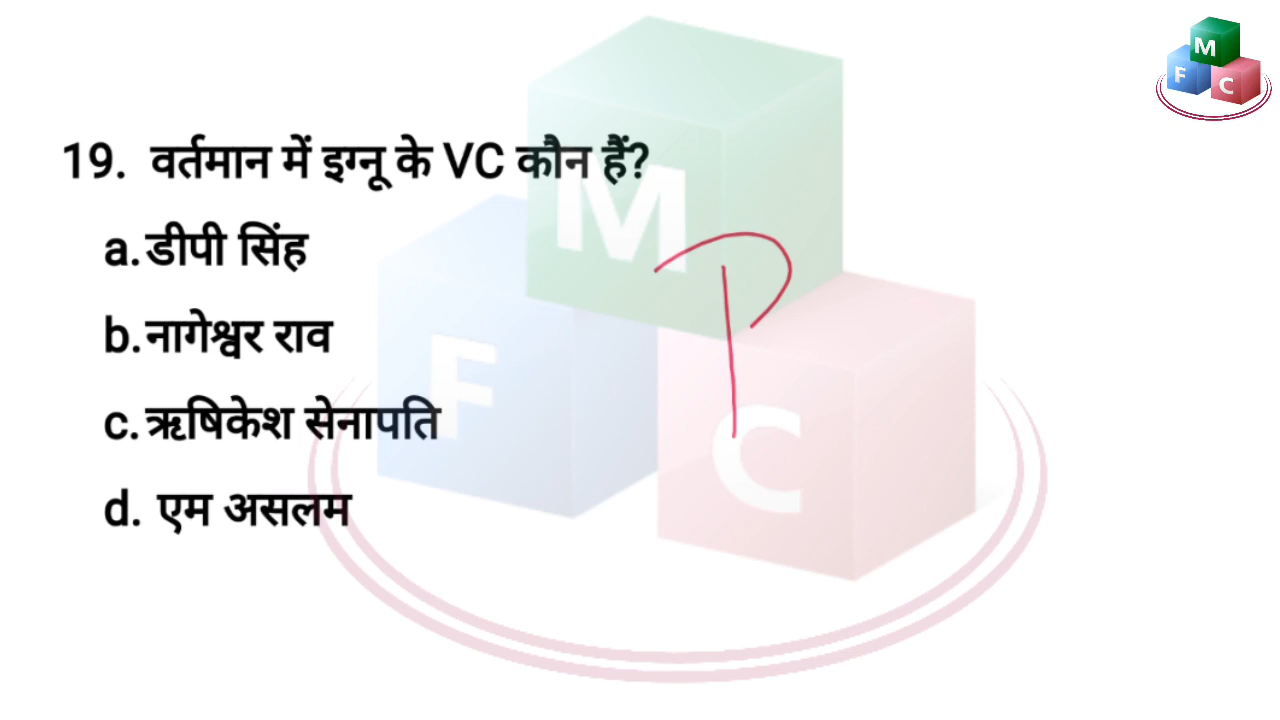 M
F
C
19. वर्तमान में इग्नू के VC कौन हैं?
a. डीपी सिंह
b. नागेश्वर राव
c. ऋषिकेश सेनापति
d. एम असलम
M
F
C
P